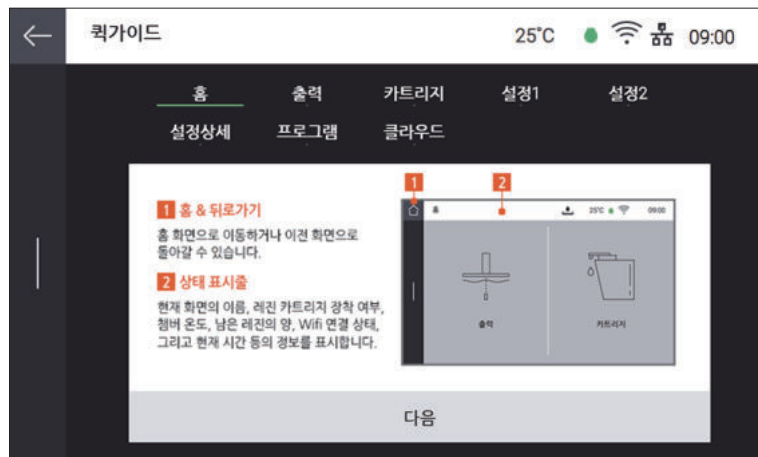 퀵가이드
25°C
09:00
홈 출력 카트리지 설정1 설정2
설정상세 프로그램 클라우드
1 홈 & 뒤로가기
홈 화면으로 이동하거나 이전 화면으로
돌아갈 수 있습니다.
2 상태 표시줄
현재 화면의 이름, 레진 카트리지 장착 여부,
챔버 온도, 남은 레진의 양, Wifi 연결 상태,
그리고 현재 시간 등의 정보를 표시합니다.
1 2
홈 25°C 09:00
출력 카트리지
다음